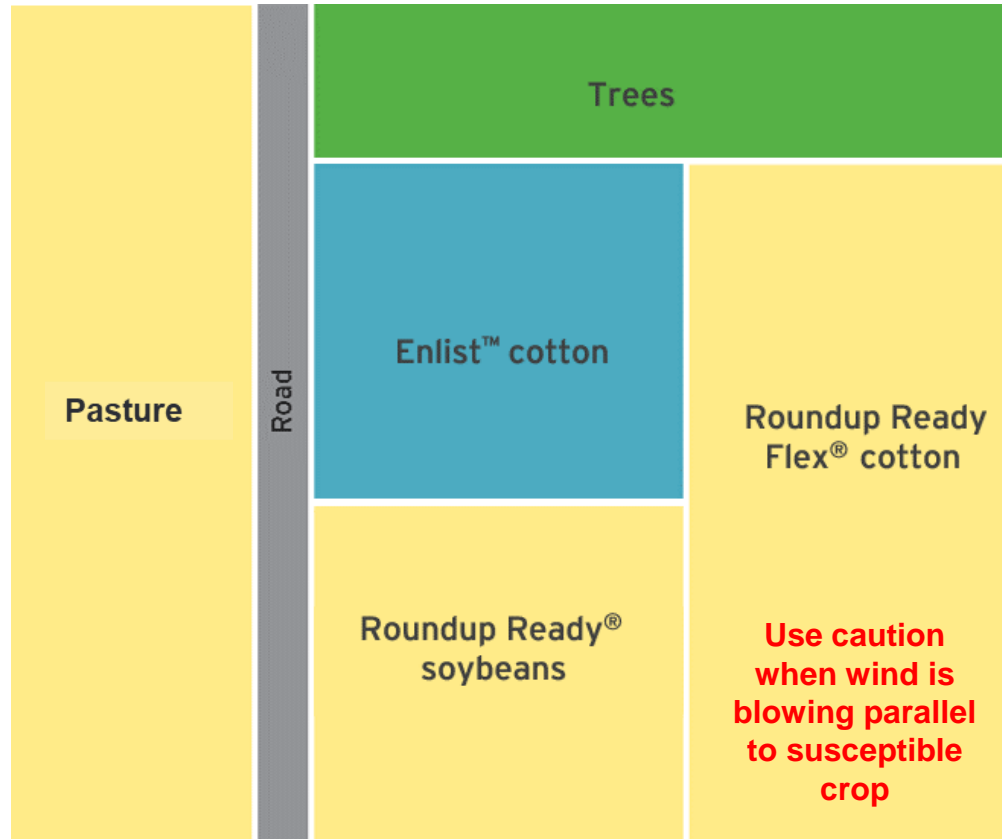 Trees
Enlist™ cotton
Pasture
Road
Roundup Ready
Flex® cotton
Roundup Ready®
soybeans
Use caution
when wind is
blowing parallel
to susceptible
crop